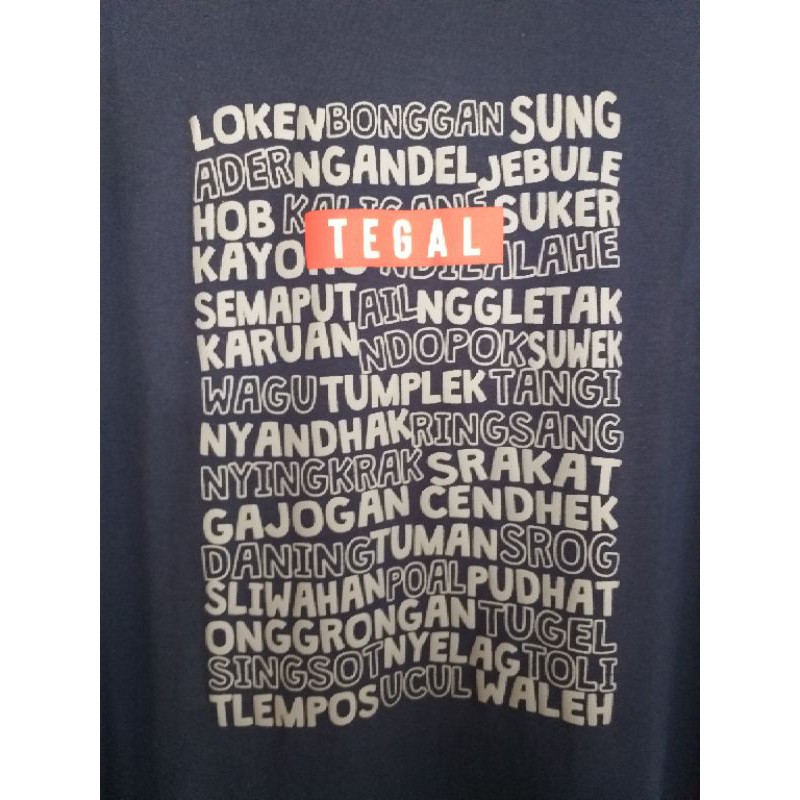 LOKEN BONGGAN SUNG
ADER NGANDEL JEBULE
HOB SUKER
TEGAL
SEMAPUT AIL NGGLETAK
KARUAN NDOPOK SUWEK
WAGU TUMPLEK TANGI
NYANDHAK RINGSANG
NYINGKRAK SRAKAT
GAJOGAN CENDHEK
DANING TUMAN SROG
SLIWAHAN POAL PUDHAT
ONGGRONGAN TUGEL
SINGSOT NYELAG TOLI
TLEMPOS UCUL WALEH